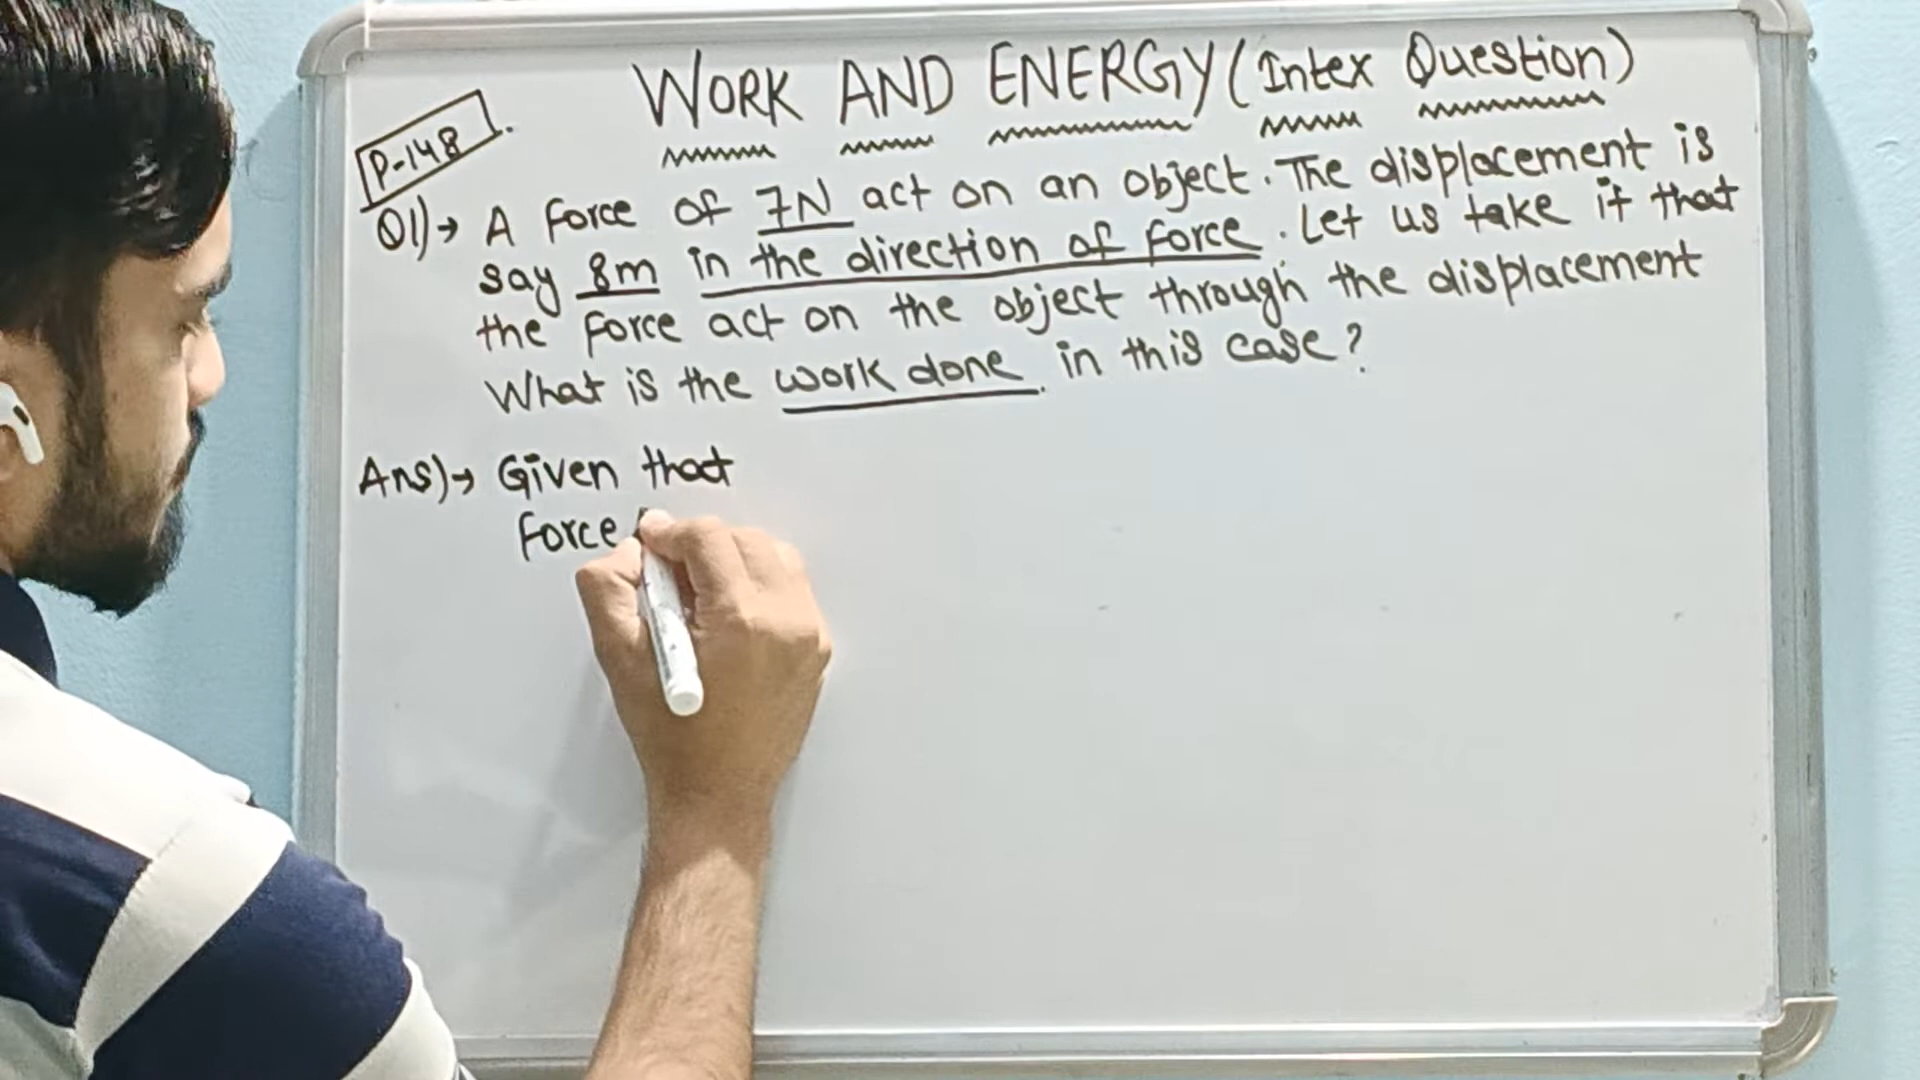 WORK AND ENERGY (Intex Question)
P-148
Q1)→ A force of 7N act on an object. The displacement is
say 8m in the direction of force. Let us take it that
the force act on the object through the displacement
What is the work done in this case?
Ans)→ Given that
force